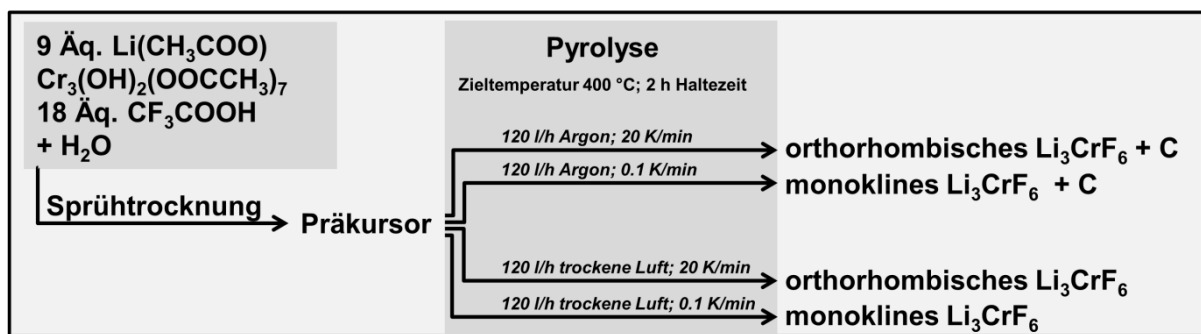 9 Äq. Li(CH₃COO)
Cr₃(OH)₂(OOCCH₃)₇
18 Äq. CF₃COOH
+ H₂O
Sprühtrocknung
Präkursor
Pyrolyse
Zieltemperatur 400 °C; 2 h Haltezeit
120 l/h Argon; 20 K/min
orthorhombisches Li₃CrF₆ + C
120 l/h Argon; 0.1 K/min
monoklines Li₃CrF₆ + C
120 l/h trockene Luft; 20 K/min
orthorhombisches Li₃CrF₆
120 l/h trockene Luft; 0.1 K/min
monoklines Li₃CrF₆